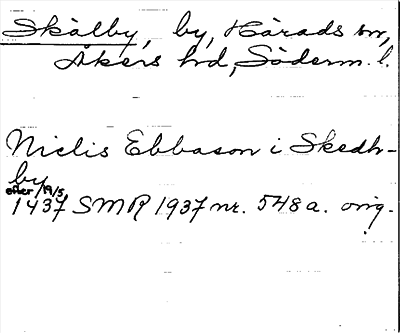 Skälby, by, Härads sn,
Åkers hd, Söderm. l.
Niclis Ebbason i Skedh-
by
efter 19/5
1437 SMR 1937 nr. 548a. orig.